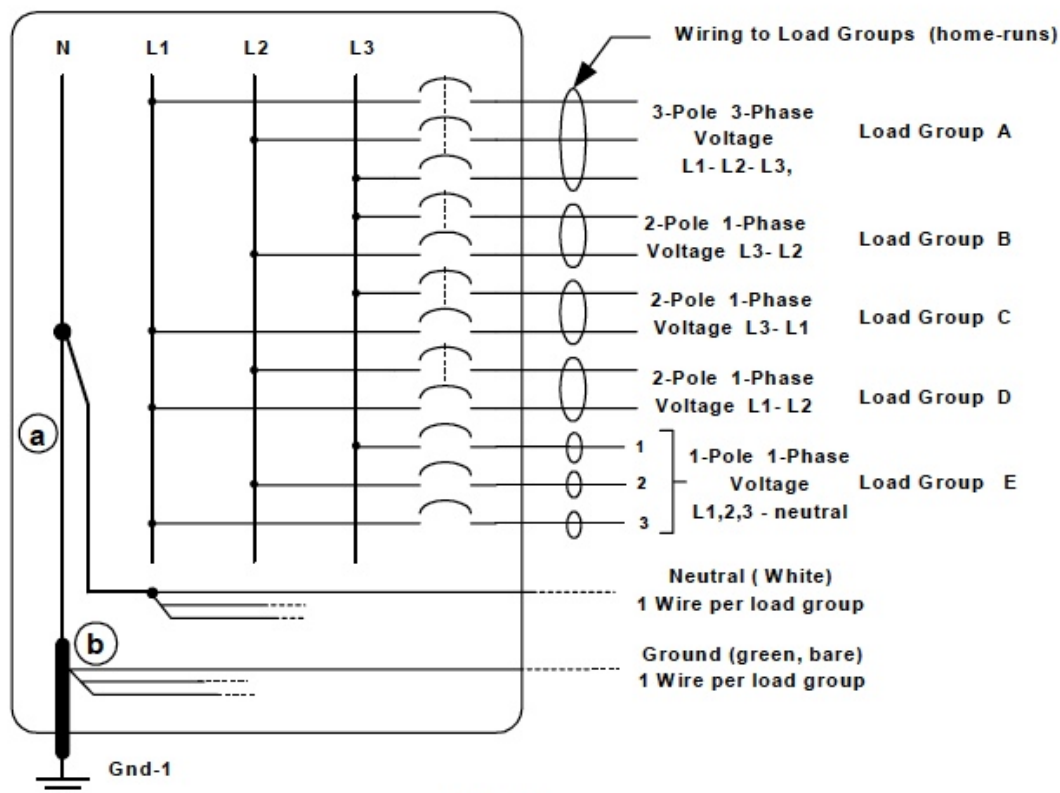 N L1 L2 L3
Wiring to Load Groups (home-runs)
3-Pole 3-Phase
Voltage
L1- L2- L3,
Load Group A
2-Pole 1-Phase
Voltage L3- L2
Load Group B
2-Pole 1-Phase
Voltage L3- L1
Load Group C
2-Pole 1-Phase
Voltage L1- L2
Load Group D
a
1
2
3
1-Pole 1-Phase
Voltage
L1,2,3 - neutral
Load Group E
Neutral ( White)
1 Wire per load group
b
Ground (green, bare)
1 Wire per load group
Gnd-1